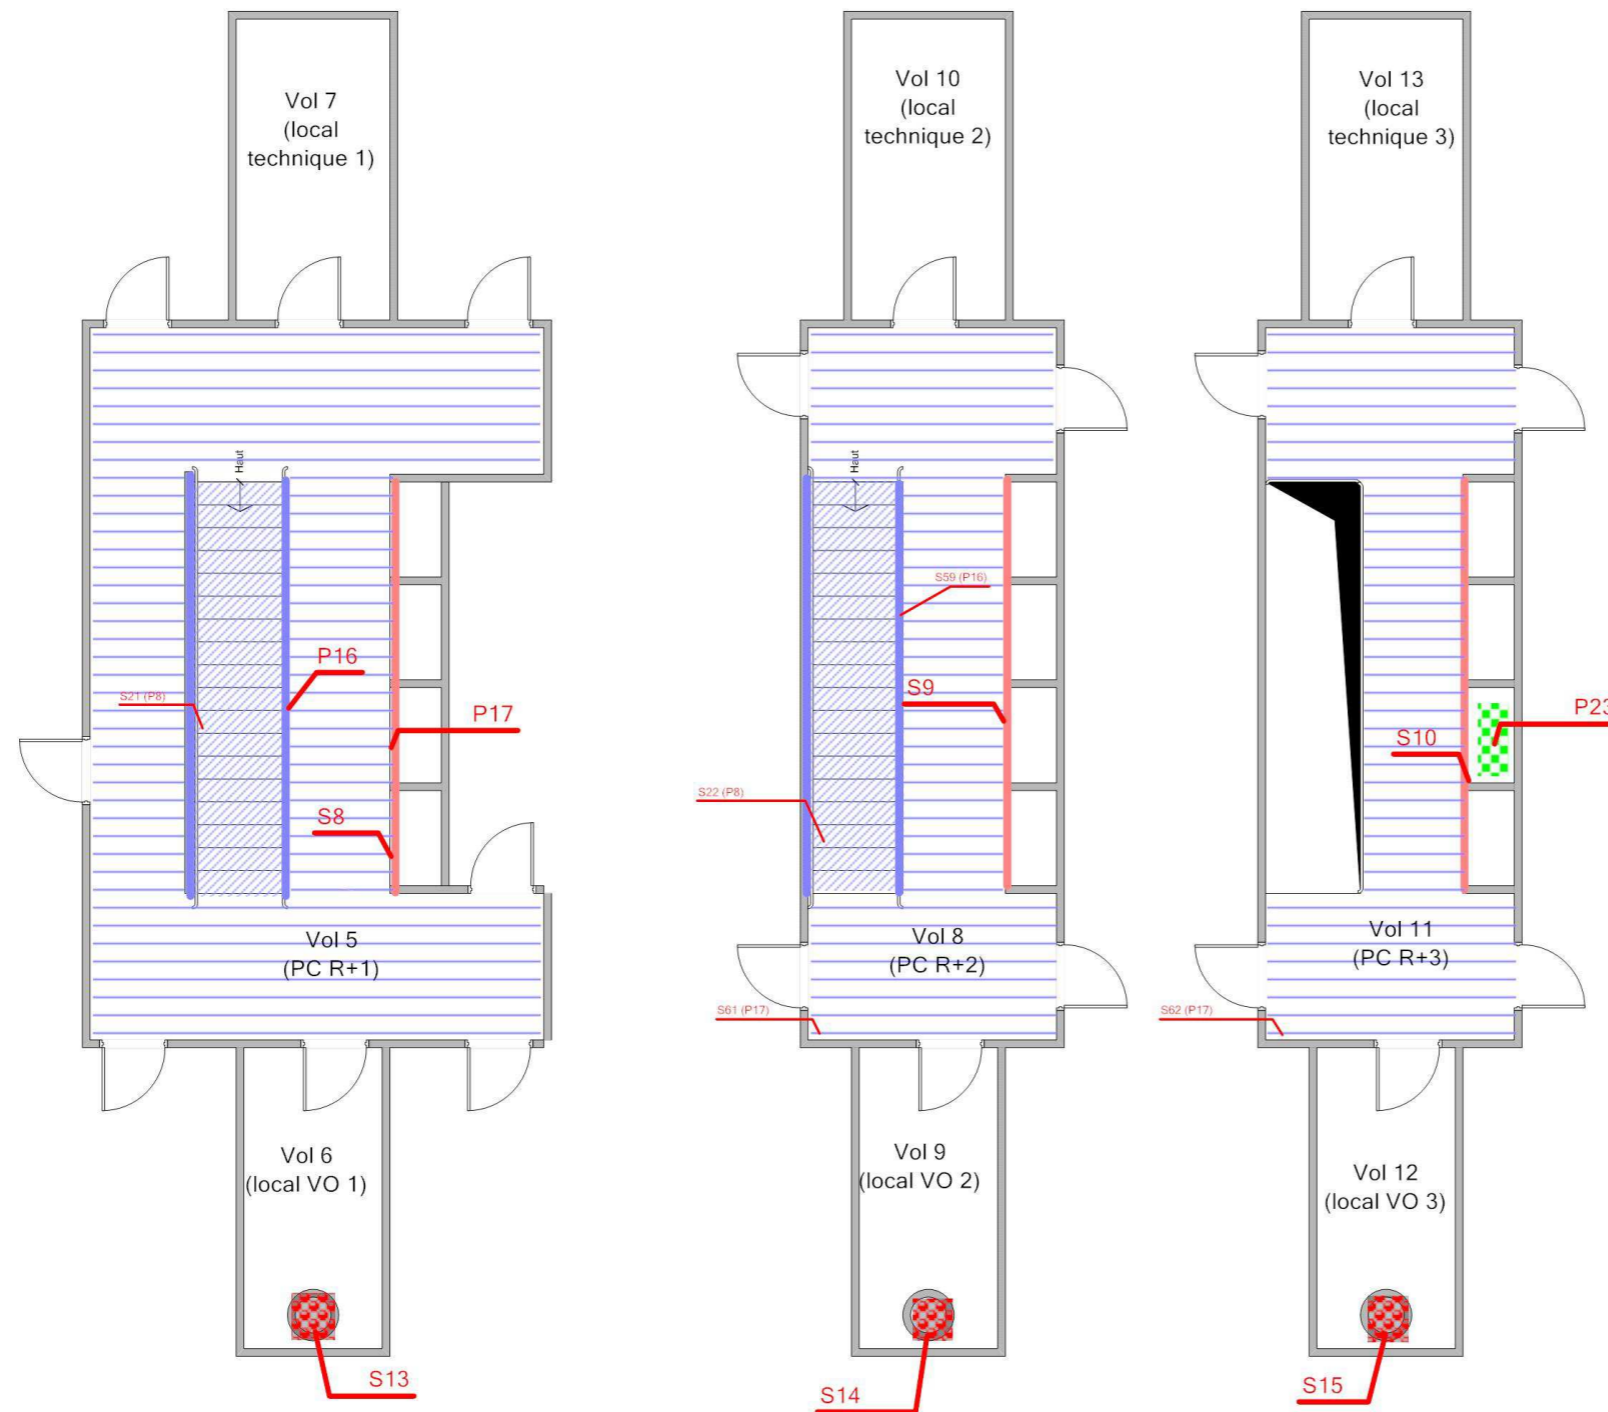 Vol 7
(local
technique 1)
Vol 10
(local
technique 2)
Vol 13
(local
technique 3)
Haut
Haut
S59 (P16)
P16
S21 (P8)
S9
P17
P23
S10
S22 (P8)
S8
Vol 5
(PC R+1)
Vol 8
(PC R+2)
Vol 11
(PC R+3)
S61 (P17)
S62 (P17)
Vol 6
(local VO 1)
Vol 9
(local VO 2)
Vol 12
(local VO 3)
S13
S14
S15